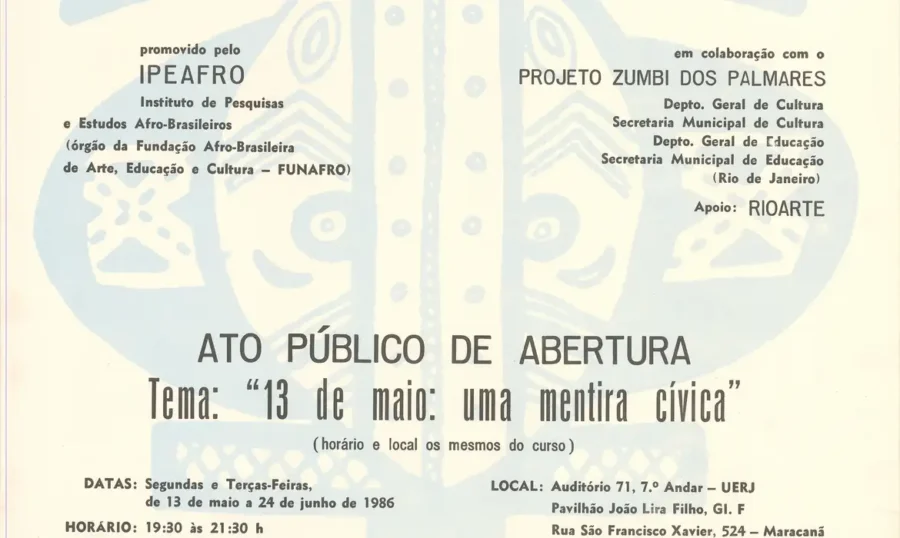 promovido pelo
IPEAFRO
Instituto de Pesquisas
e Estudos Afro-Brasileiros
(órgão da Fundação Afro-Brasileira
de Arte, Educação e Cultura – FUNAFRO)
em colaboração com o
PROJETO ZUMBI DOS PALMARES
Depto. Geral de Cultura
Secretaria Municipal de Cultura
Depto. Geral de Educação
Secretaria Municipal de Educação
(Rio de Janeiro)
Apoio: RIOARTE
ATO PÚBLICO DE ABERTURA
Tema: “13 de maio: uma mentira cívica”
(horário e local os mesmos do curso)
DATAS: Segundas e Terças-Feiras,
de 13 de maio a 24 de junho de 1986
HORÁRIO: 19:30 às 21:30 h
LOCAL: Auditório 71, 7.º Andar – UERJ
Pavilhão João Lira Filho, Gl. F
Rua São Francisco Xavier, 524 – Maracanã